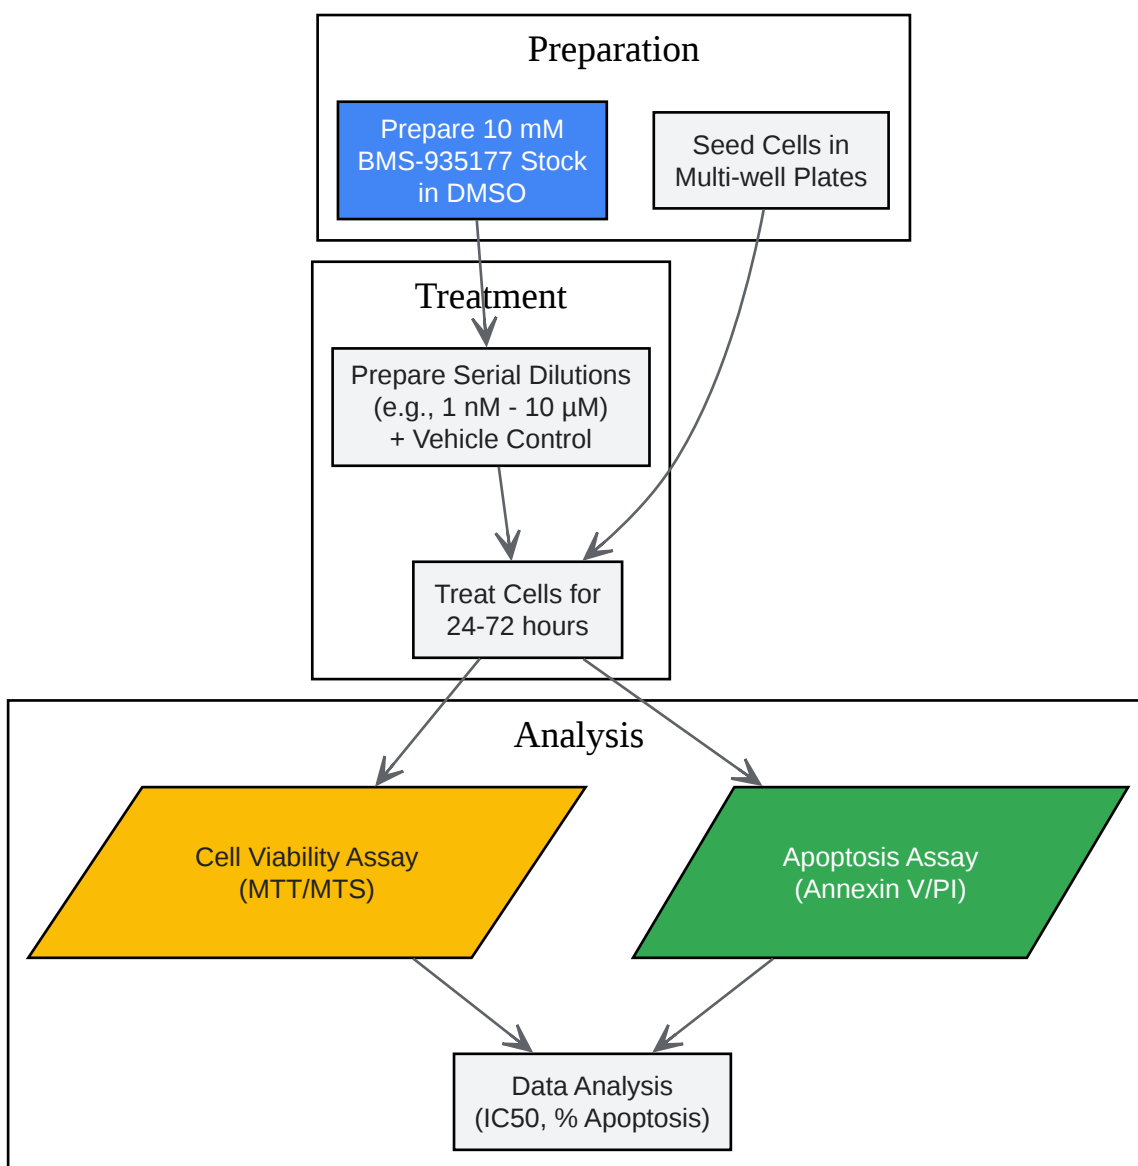 Preparation
Prepare 10 mM
BMS-935177 Stock
in DMSO
Seed Cells in
Multi-well Plates
Treatment
Prepare Serial Dilutions
(e.g., 1 nM - 10 µM)
+ Vehicle Control
Treat Cells for
24-72 hours
Analysis
Cell Viability Assay
(MTT/MTS)
Apoptosis Assay
(Annexin V/PI)
Data Analysis
(IC50, % Apoptosis)